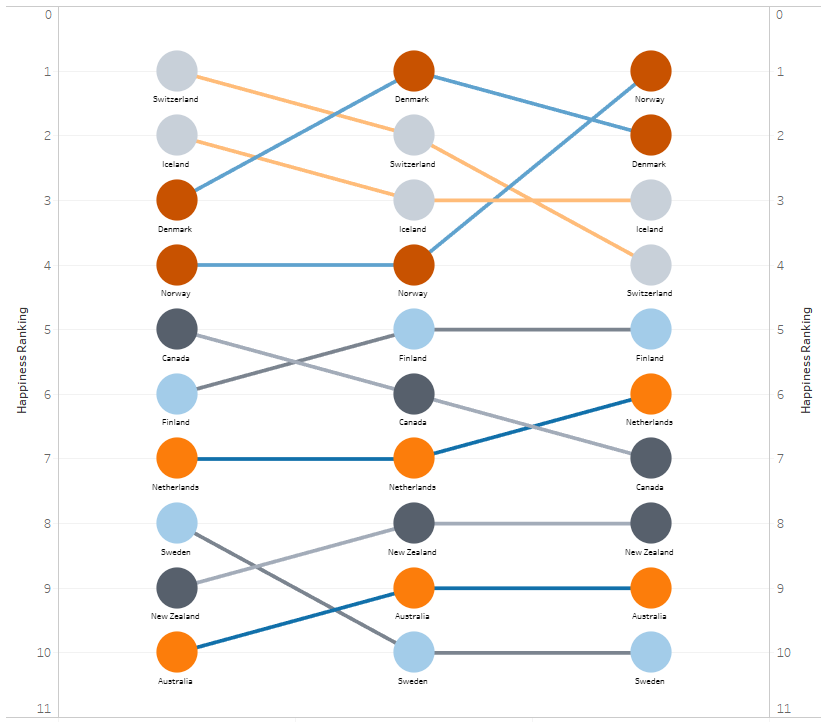 0
0
1
1
Switzerland
Denmark
Norway
2
2
Iceland
Switzerland
Denmark
3
3
Denmark
Iceland
Iceland
4
4
Norway
Norway
Switzerland
Happiness Ranking
Happiness Ranking
5
5
Canada
Finland
Finland
6
6
Finland
Canada
Netherlands
7
7
Netherlands
Netherlands
Canada
8
8
Sweden
New Zealand
New Zealand
9
9
New Zealand
Australia
Australia
10
10
Australia
Sweden
Sweden
11
11